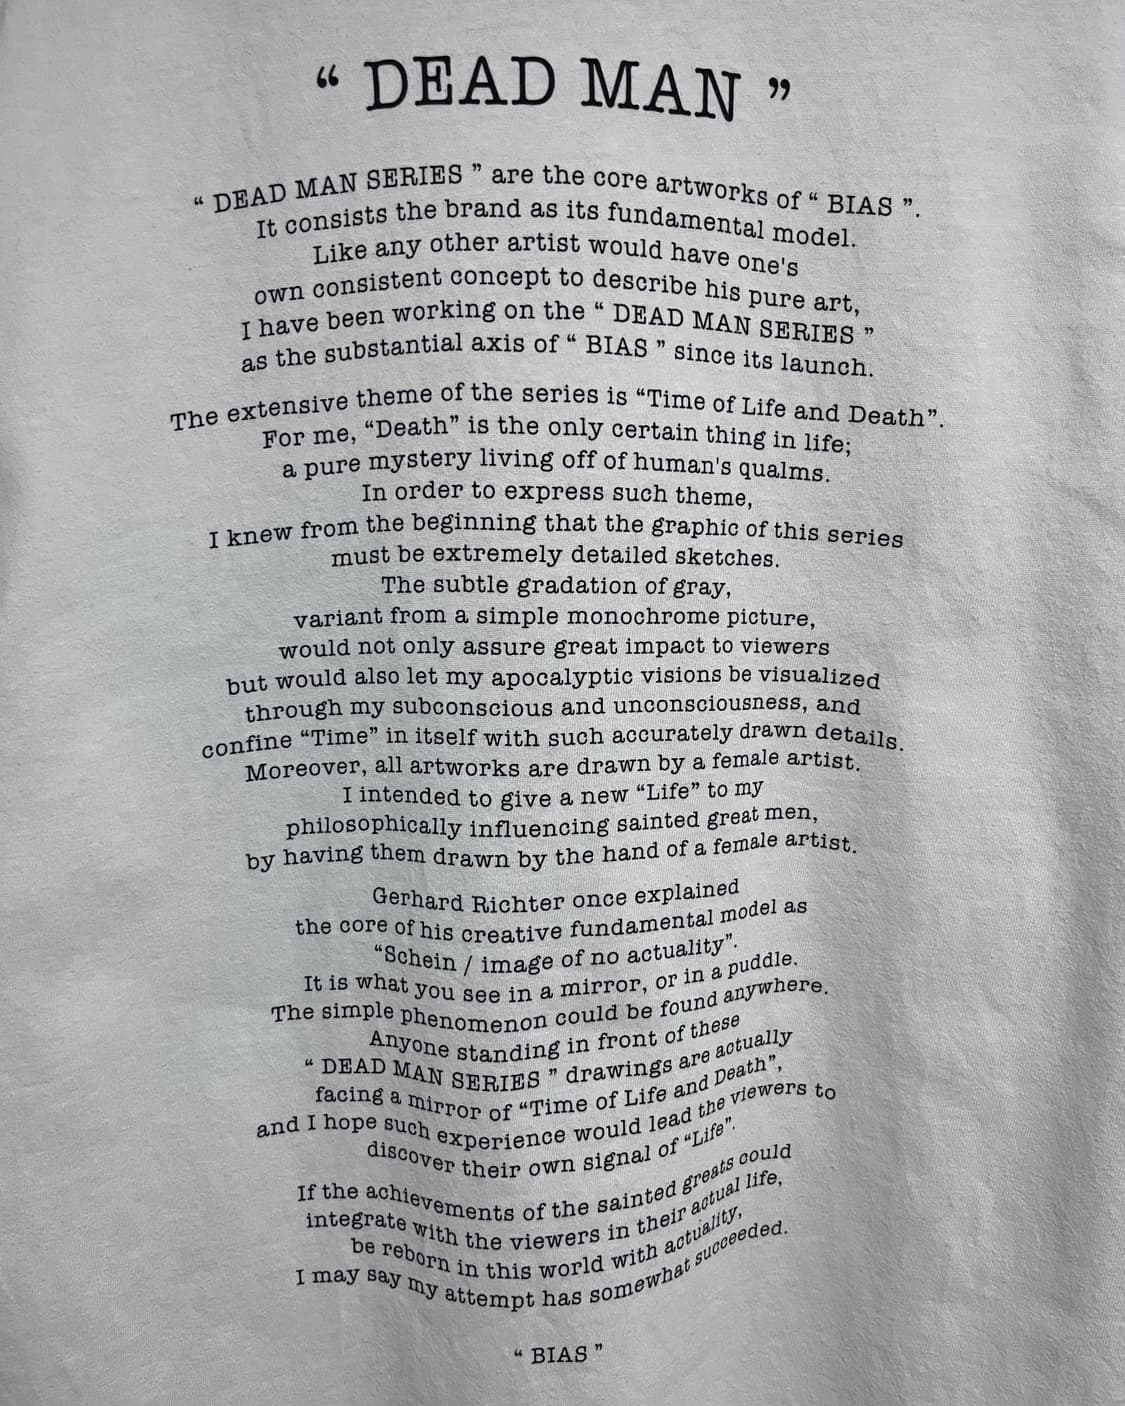 “ DEAD MAN ”
“ DEAD MAN SERIES ” are the core artworks of “ BIAS ”.
It consists the brand as its fundamental model.
Like any other artist would have one's
own consistent concept to describe his pure art,
I have been working on the “ DEAD MAN SERIES ”
as the substantial axis of “ BIAS ” since its launch.
The extensive theme of the series is “Time of Life and Death”.
For me, “Death” is the only certain thing in life;
a pure mystery living off of human's qualms.
In order to express such theme,
I knew from the beginning that the graphic of this series
must be extremely detailed sketches.
The subtle gradation of gray,
variant from a simple monochrome picture,
would not only assure great impact to viewers
but would also let my apocalyptic visions be visualized
through my subconscious and unconsciousness, and
confine “Time” in itself with such accurately drawn details.
Moreover, all artworks are drawn by a female artist.
I intended to give a new “Life” to my
philosophically influencing sainted great men,
by having them drawn by the hand of a female artist.
Gerhard Richter once explained
the core of his creative fundamental model as
“Schein / image of no actuality”.
It is what you see in a mirror, or in a puddle.
The simple phenomenon could be found anywhere.
Anyone standing in front of these
“ DEAD MAN SERIES ” drawings are actually
facing a mirror of “Time of Life and Death”,
and I hope such experience would lead the viewers to
discover their own signal of “Life”.
If the achievements of the sainted greats could
integrate with the viewers in their actual life,
be reborn in this world with actuality,
I may say my attempt has somewhat succeeded.
“ BIAS ”